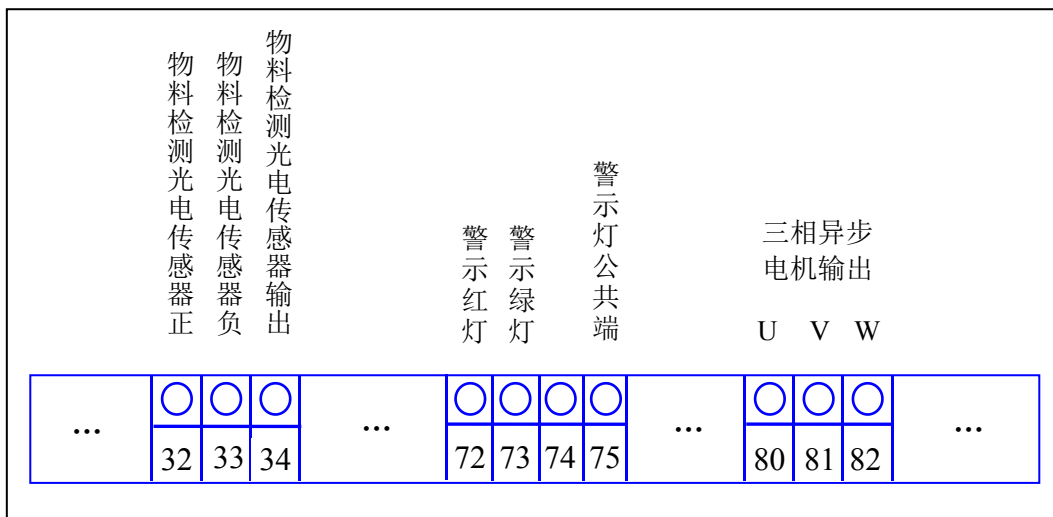 物料检测光电传感器正
物料检测光电传感器负
物料检测光电传感器输出
警示红灯
警示绿灯
警示灯公共端
三相异步
电机输出
U V W
... ... ... ...
32 33 34 72 73 74 75 80 81 82